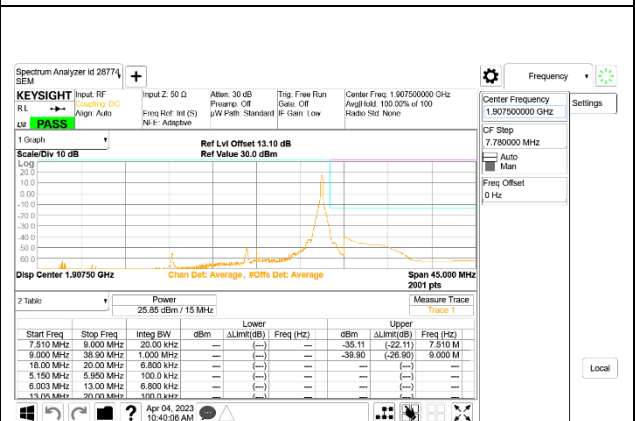 Spectrum Analyzer Id 28774
SEM
+
Frequency
KEYSIGHT
RL
PASS
Input: RF
Coupling: DC
Align: Auto
Input Z: 50 Ω
Freq Ref: Int (S)
NFE: Adaptive
Atten: 30 dB
Preamp: Off
µW Path: Standard
Trig: Free Run
Gate: Off
IF Gain: Low
Center Freq: 1.907500000 GHz
Avg|Hold: 100.00% of 100
Radio Std: None
Center Frequency
1.907500000 GHz
Settings
CF Step
7.780000 MHz
Auto
Man
Freq Offset
0 Hz
1 Graph
Scale/Div 10 dB
Ref Lvl Offset 13.10 dB
Ref Value 30.0 dBm
Log
20.0
10.0
0.00
-10.0
-20.0
-30.0
-40.0
-50.0
-60.0
Disp Center 1.90750 GHz
Chan Det: Average , #Offs Det: Average
Span 45.000 MHz
2001 pts
2 Table
Power
25.85 dBm / 15 MHz
Measure Trace
Trace 1
Lower Upper
Start Freq Stop Freq Integ BW dBm ΔLimit(dB) Freq (Hz) dBm ΔLimit(dB) Freq (Hz)
7.510 MHz 9.000 MHz 20.00 kHz --- (---) --- -35.11 (-22.11) 7.510 M
9.000 MHz 38.90 MHz 1.000 MHz --- (---) --- -39.90 (-26.90) 9.000 M
18.00 MHz 20.00 MHz 6.800 kHz --- (---) --- --- (---) ---
5.150 MHz 5.950 MHz 100.0 kHz --- (---) --- --- (---) ---
6.003 MHz 13.00 MHz 6.800 kHz --- (---) --- --- (---) ---
13.05 MHz 20.00 MHz 100.0 kHz --- (---) --- --- (---) ---
Local
?
Apr 04, 2023
10:40:06 AM